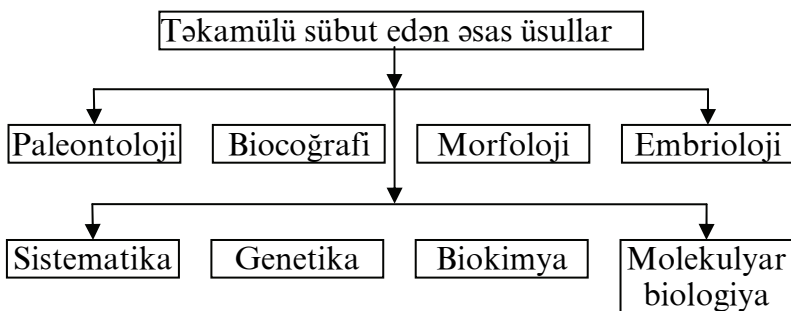 Təkamülü sübut edən əsas üsullar
Paleontoloji Biocoğrafi Morfoloji Embrioloji
Sistematika Genetika Biokimya Molekulyar
biologiya